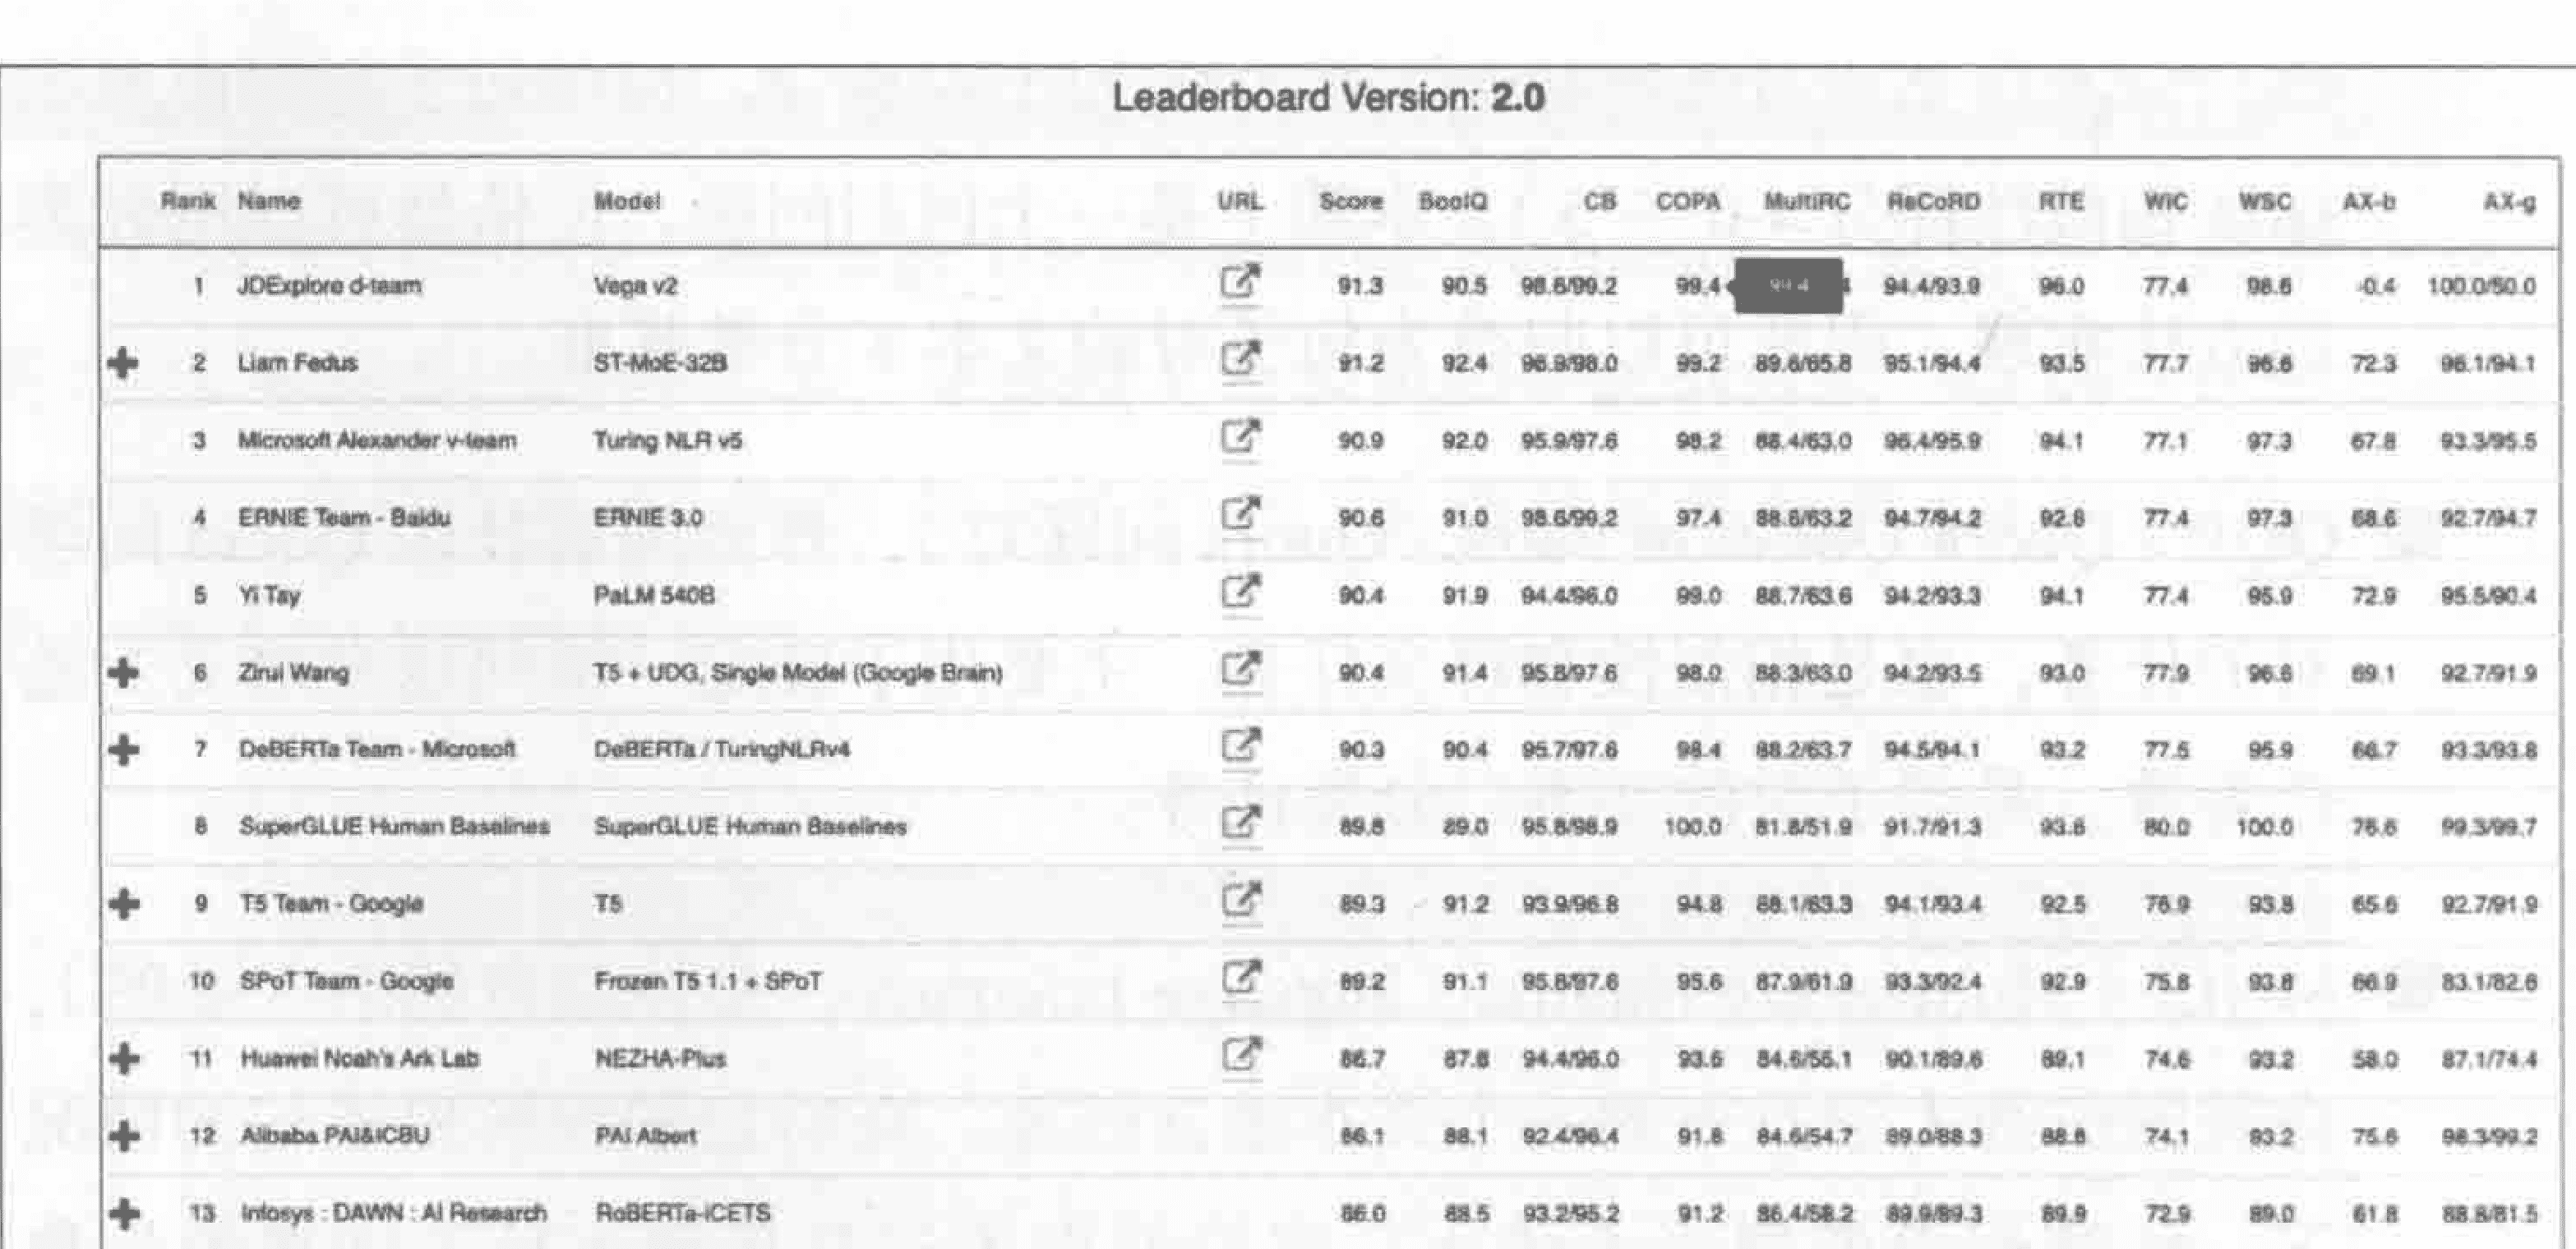 Leaderboard Version: 2.0
Rank Name Model URL Score BoolQ CB COPA MultiRC ReCoRD RTE WiC WSC AX-b AX-g
1 JDExplore d-team Vega v2 91.3 90.5 98.6/99.2 99.4 99.4 94.4/93.9 96.0 77.4 98.6 -0.4 100.0/50.0
2 Liam Fedus ST-MoE-32B 91.2 92.4 96.9/98.0 99.2 89.6/65.8 95.1/94.4 93.5 77.7 96.6 72.3 96.1/94.1
3 Microsoft Alexander v-team Turing NLR v5 90.9 92.0 95.9/97.6 98.2 88.4/63.0 96.4/95.9 94.1 77.1 97.3 67.8 93.3/95.5
4 ERNIE Team - Baidu ERNIE 3.0 90.6 91.0 98.6/99.2 97.4 88.6/63.2 94.7/94.2 92.6 77.4 97.3 68.6 92.7/94.7
5 Yi Tay PaLM 540B 90.4 91.9 94.4/96.0 99.0 88.7/63.6 94.2/93.3 94.1 77.4 95.9 72.9 95.5/90.4
6 Zirui Wang T5 + UDG, Single Model (Google Brain) 90.4 91.4 95.8/97.6 98.0 88.3/63.0 94.2/93.5 93.0 77.9 96.6 69.1 92.7/91.9
7 DeBERTa Team - Microsoft DeBERTa / TuringNLRv4 90.3 90.4 95.7/97.6 98.4 88.2/63.7 94.5/94.1 93.2 77.5 95.9 66.7 93.3/93.8
8 SuperGLUE Human Baselines SuperGLUE Human Baselines 89.8 89.0 95.8/98.9 100.0 81.8/51.9 91.7/91.3 93.6 80.0 100.0 76.6 99.3/99.7
9 T5 Team - Google T5 89.3 91.2 93.9/96.8 94.8 88.1/63.3 94.1/93.4 92.5 76.9 93.8 65.6 92.7/91.9
10 SPoT Team - Google Frozen T5 1.1 + SPoT 89.2 91.1 95.8/97.6 95.6 87.9/61.9 93.3/92.4 92.9 75.8 93.8 66.9 83.1/82.6
11 Huawei Noah's Ark Lab NEZHA-Plus 86.7 87.8 94.4/96.0 93.6 84.6/55.1 90.1/89.6 89.1 74.6 93.2 58.0 87.1/74.4
12 Alibaba PAI&ICBU PAI Albert 86.1 88.1 92.4/96.4 91.8 84.6/54.7 89.0/88.3 88.8 74.1 93.2 75.6 98.3/99.2
13 Infosys : DAWN : AI Research RoBERTa-iCETS 86.0 88.5 93.2/95.2 91.2 86.4/58.2 89.9/89.3 89.9 72.9 89.0 61.8 88.8/81.5